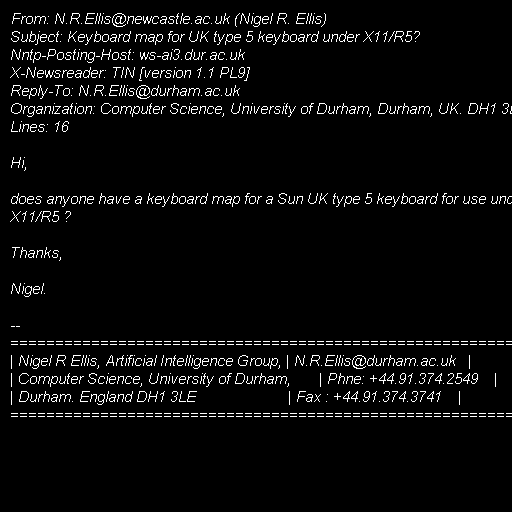 From: N.R.Ellis@newcastle.ac.uk (Nigel R. Ellis)
Subject: Keyboard map for UK type 5 keyboard under X11/R5?
Nntp-Posting-Host: ws-ai3.dur.ac.uk
X-Newsreader: TIN [version 1.1 PL9]
Reply-To: N.R.Ellis@durham.ac.uk
Organization: Computer Science, University of Durham, Durham, UK. DH1
Lines: 16
Hi,
does anyone have a keyboard map for a Sun UK type 5 keyboard for use
X11/R5 ?
Thanks,
Nigel.
--
=========================================================
| Nigel R Ellis, Artificial Intelligence Group, | N.R.Ellis@durham.ac.uk |
| Computer Science, University of Durham, | Phne: +44.91.374.2549 |
| Durham. England DH1 3LE | Fax : +44.91.374.3741 |
=========================================================